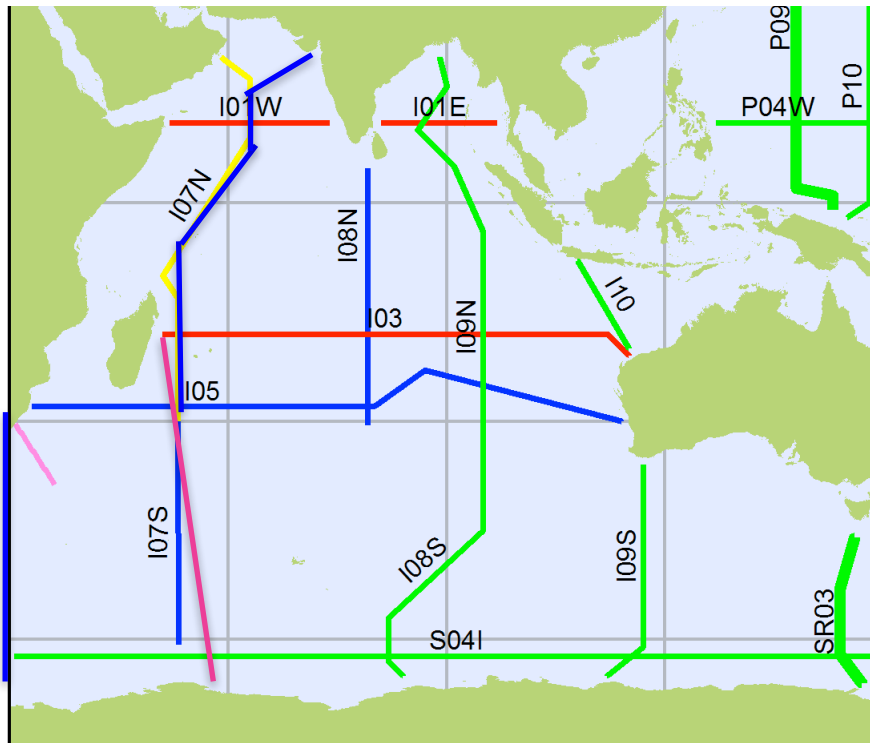 P09
P10
I01W
I01E
P04W
I07N
I08N
I10
I03
I09N
I05
I07S
I08S
I09S
SR03
S04I